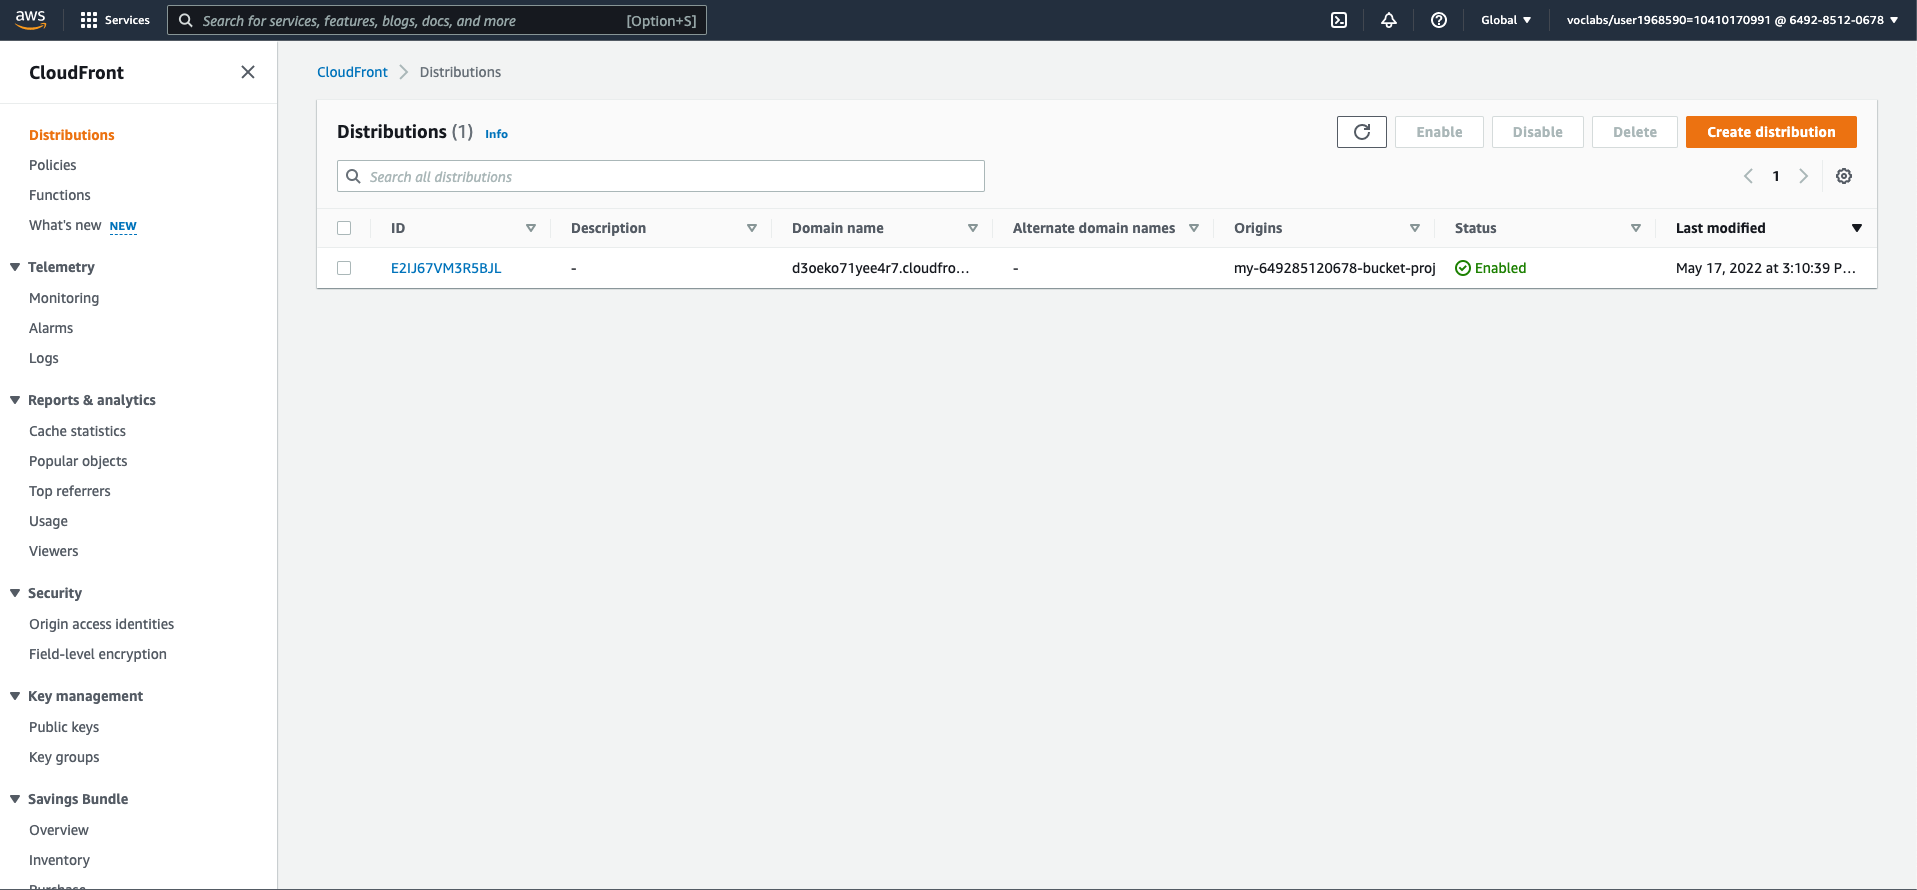 aws Services Search for services, features, blogs, docs, and more [Option+S] Global voclabs/user1968590=10410170991 @ 6492-8512-0678
CloudFront
Distributions
Policies
Functions
What's new NEW
Telemetry
Monitoring
Alarms
Logs
Reports & analytics
Cache statistics
Popular objects
Top referrers
Usage
Viewers
Security
Origin access identities
Field-level encryption
Key management
Public keys
Key groups
Savings Bundle
Overview
Inventory
Purchase
CloudFront Distributions
Distributions (1) Info Enable Disable Delete Create distribution
Search all distributions 1
ID Description Domain name Alternate domain names Origins Status Last modified
E2IJ67VM3R5BJL - d3oeko71yee4r7.cloudfro... - my-649285120678-bucket-proj Enabled May 17, 2022 at 3:10:39 P...